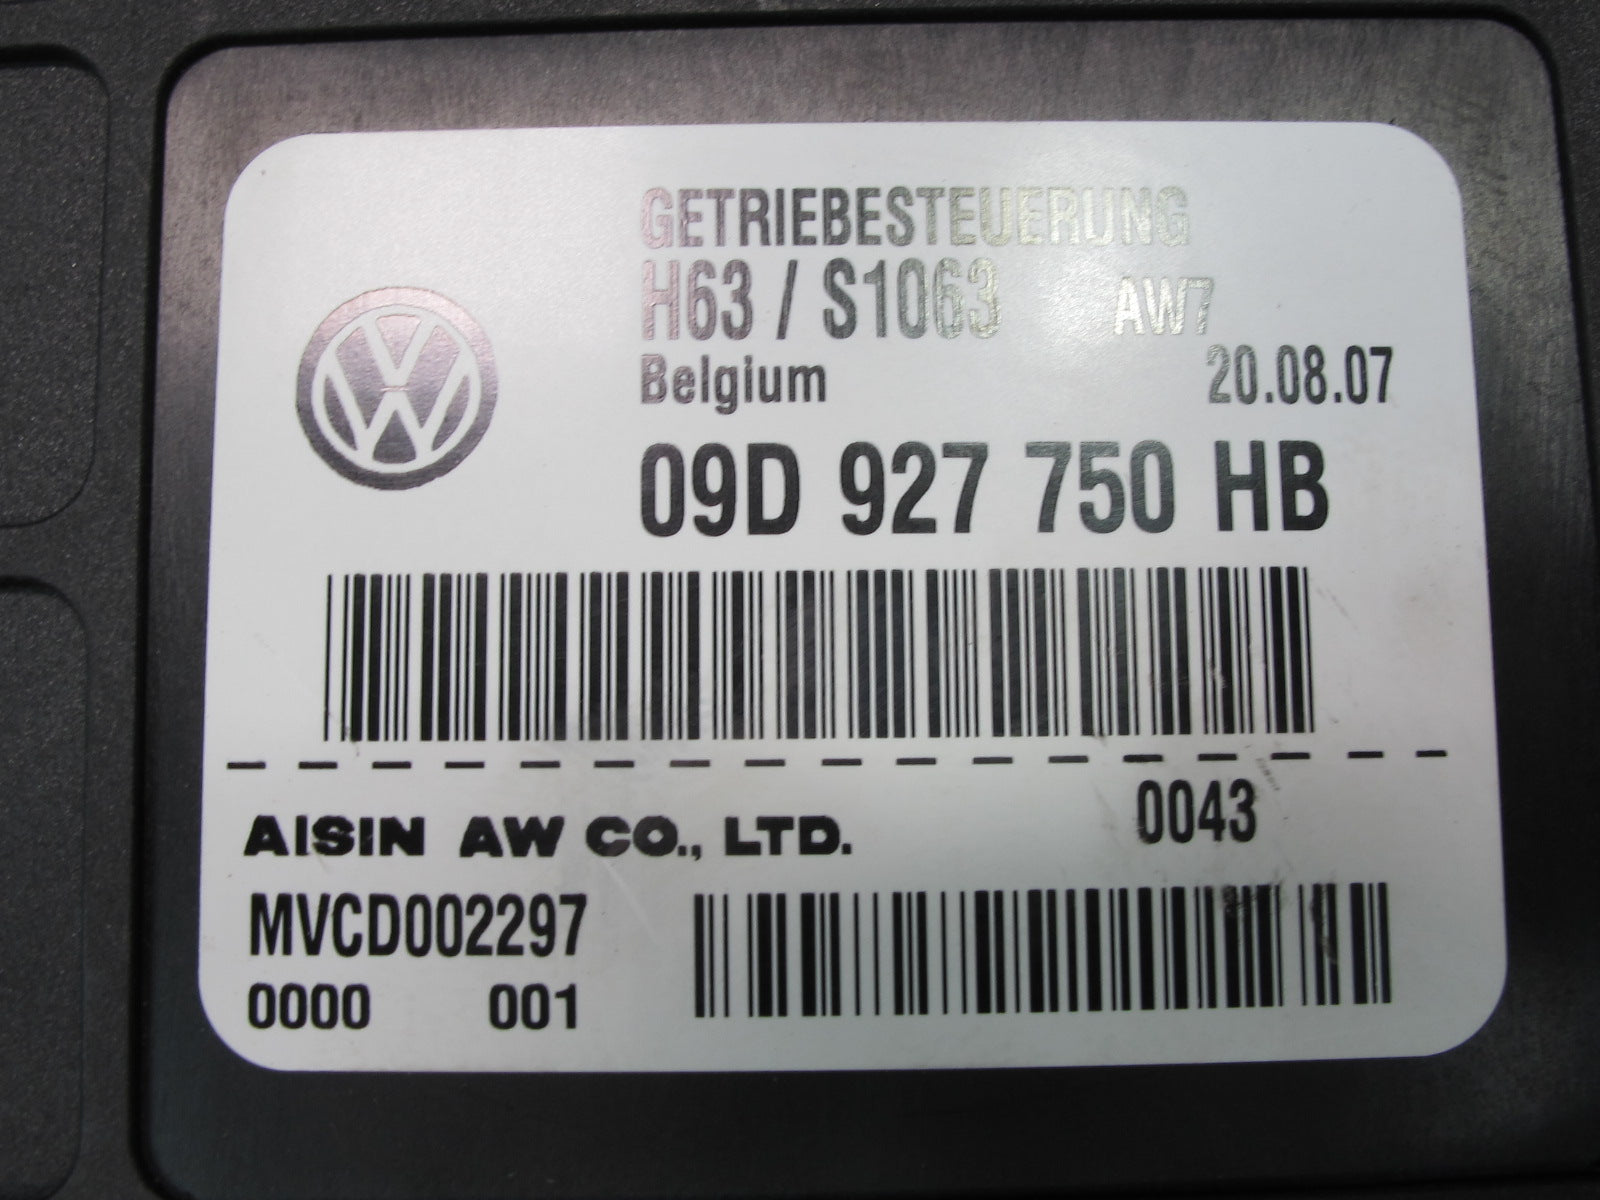 GETRIEBESTEUERUNG
H63 / S1063 AW7
Belgium 20.08.07
09D 927 750 HB
0043
AISIN AW CO., LTD.
MVCD002297
0000 001